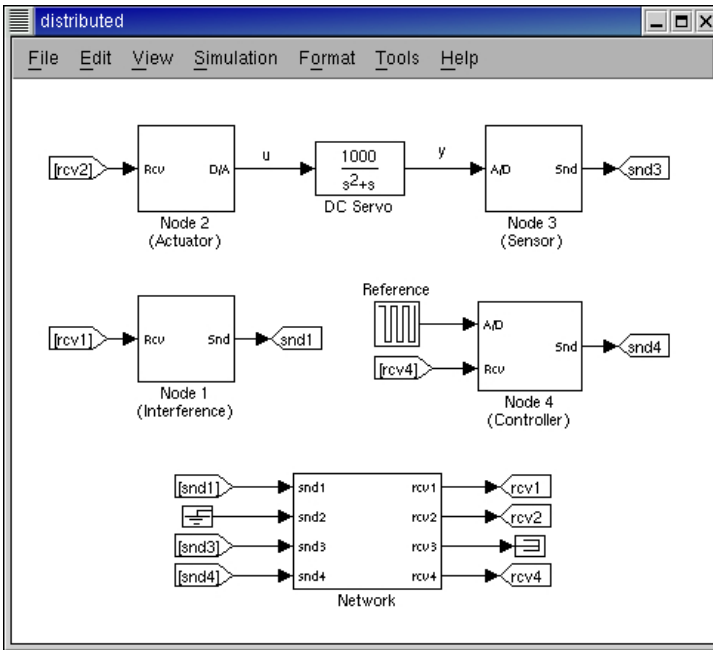 distributed
File Edit View Simulation Format Tools Help
u
y
[rcv2]
Rcv
D/A
1000
s²+s
A/D
Snd
snd3
DC Servo
Node 2
(Actuator)
Node 3
(Sensor)
Reference
[rcv1]
Rcv
Snd
snd1
A/D
[rcv4]
Rcv
Snd
snd4
Node 1
(Interference)
Node 4
(Controller)
[snd1]
snd1
rcv1
rcv1
snd2
rcv2
rcv2
[snd3]
snd3
rcv3
[snd4]
snd4
rcv4
rcv4
Network